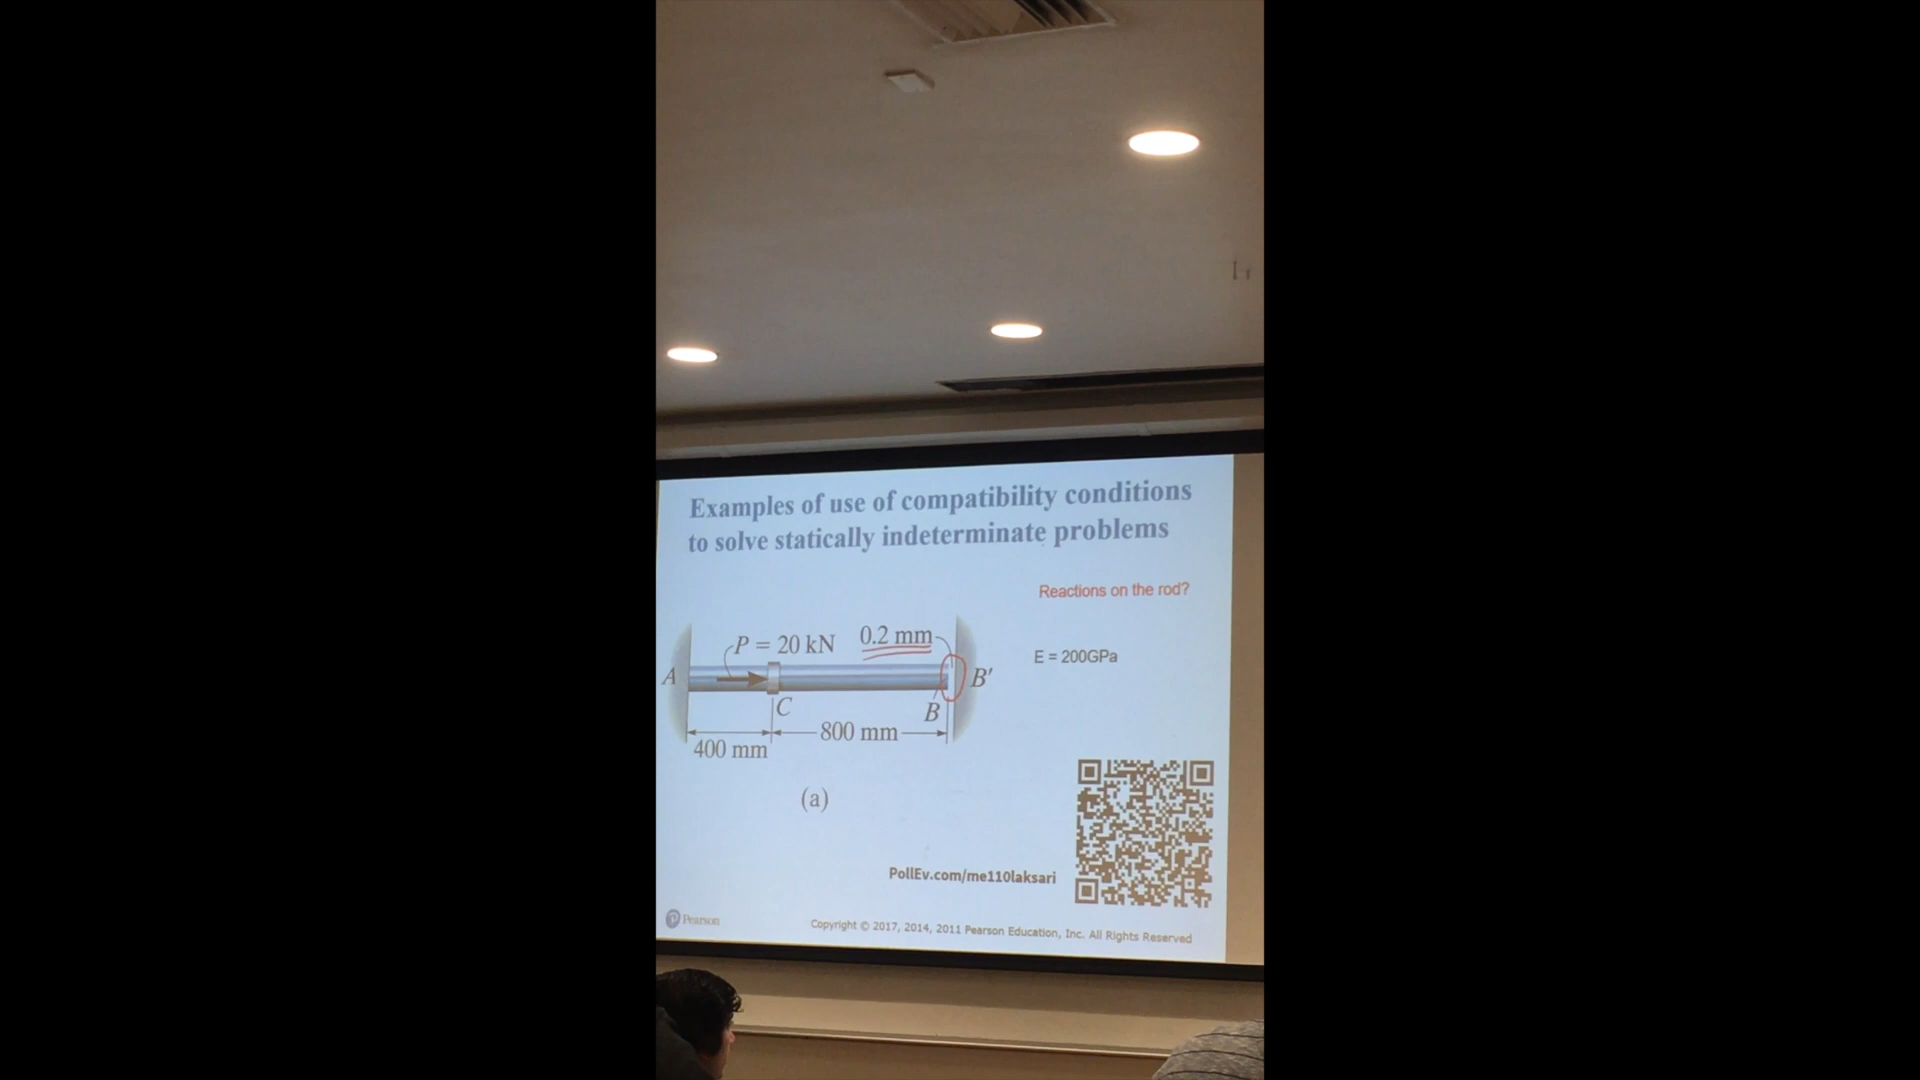 Examples of use of compatibility conditions
to solve statically indeterminate problems
Reactions on the rod?
P = 20 kN
0.2 mm
E = 200GPa
A
B'
C
B
800 mm
400 mm
(a)
PollEv.com/me110laksari
Pearson
Copyright © 2017, 2014, 2011 Pearson Education, Inc. All Rights Reserved